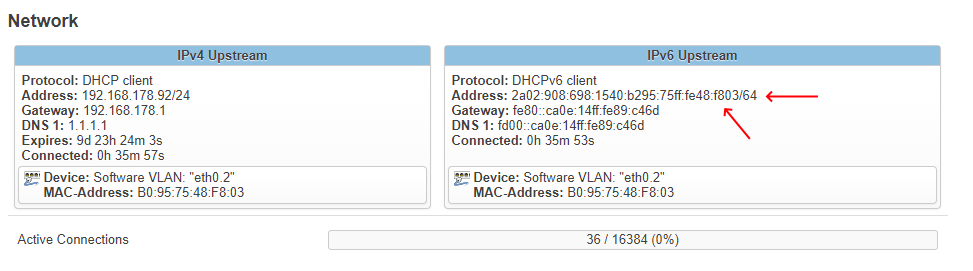 Network
IPv4 Upstream
Protocol: DHCP client
Address: 192.168.178.92/24
Gateway: 192.168.178.1
DNS 1: 1.1.1.1
Expires: 9d 23h 24m 3s
Connected: 0h 35m 57s
Device: Software VLAN: "eth0.2"
MAC-Address: B0:95:75:48:F8:03
IPv6 Upstream
Protocol: DHCPv6 client
Address: 2a02:908:698:1540:b295:75ff:fe48:f803/64
Gateway: fe80::ca0e:14ff:fe89:c46d
DNS 1: fd00::ca0e:14ff:fe89:c46d
Connected: 0h 35m 53s
Device: Software VLAN: "eth0.2"
MAC-Address: B0:95:75:48:F8:03
Active Connections
36 / 16384 (0%)